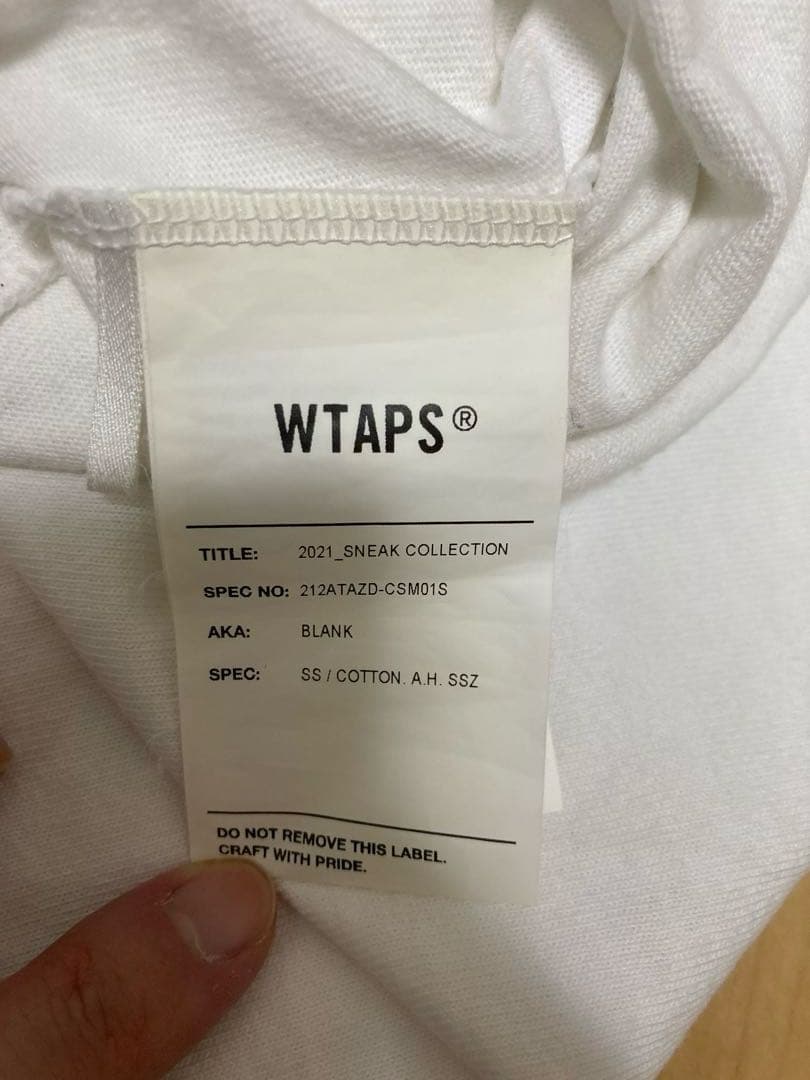 WTAPS®
TITLE: 2021_SNEAK COLLECTION
SPEC NO: 212ATAZD-CSM01S
AKA: BLANK
SPEC: SS / COTTON. A.H. SSZ
DO NOT REMOVE THIS LABEL.
CRAFT WITH PRIDE.